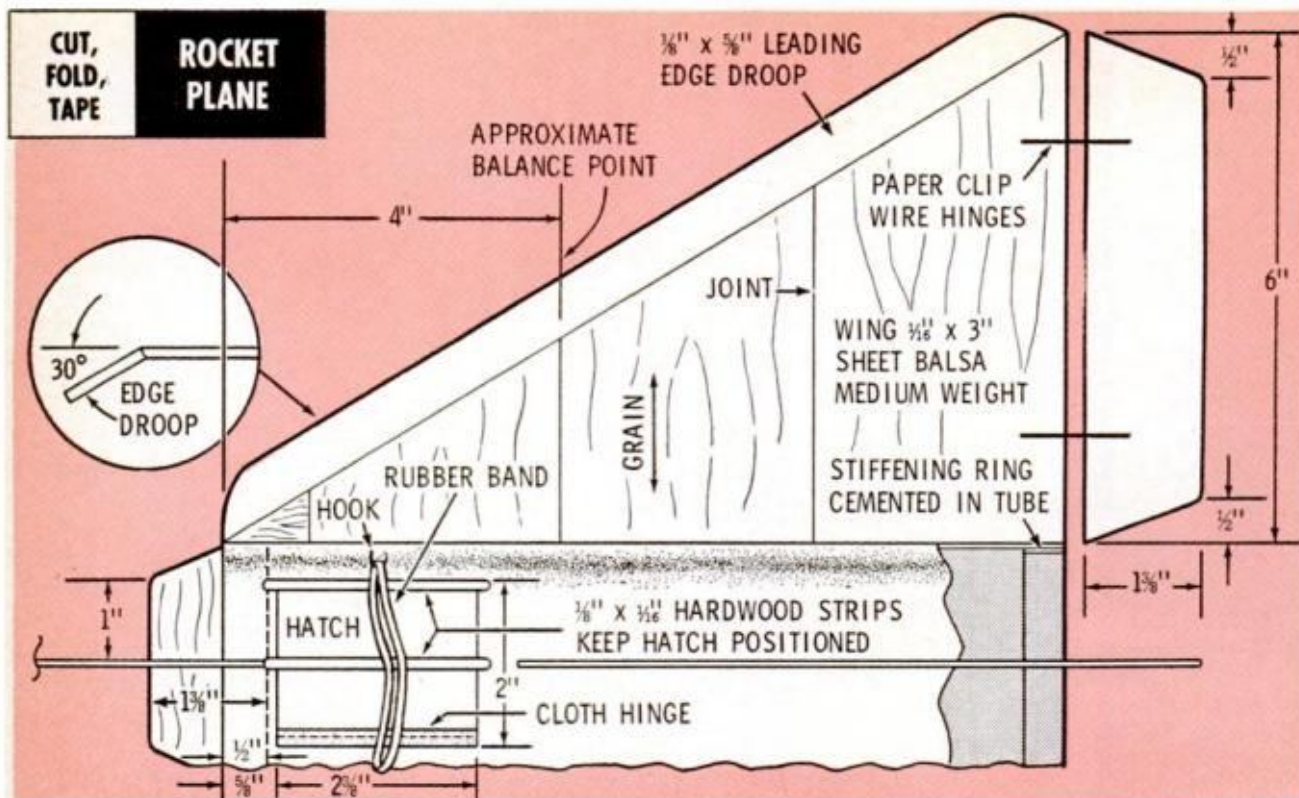 CUT,
FOLD,
TAPE
ROCKET
PLANE
⅛" x ⅝" LEADING
EDGE DROOP
½"
APPROXIMATE
BALANCE POINT
4"
PAPER CLIP
WIRE HINGES
6"
JOINT
30°
EDGE
DROOP
WING 1/16" x 3"
SHEET BALSA
MEDIUM WEIGHT
GRAIN
RUBBER BAND
STIFFENING RING
CEMENTED IN TUBE
HOOK
½"
1⅜"
1"
HATCH
⅛" x 1/16" HARDWOOD STRIPS
KEEP HATCH POSITIONED
1⅜"
2"
CLOTH HINGE
½"
⅝"
2⅜"